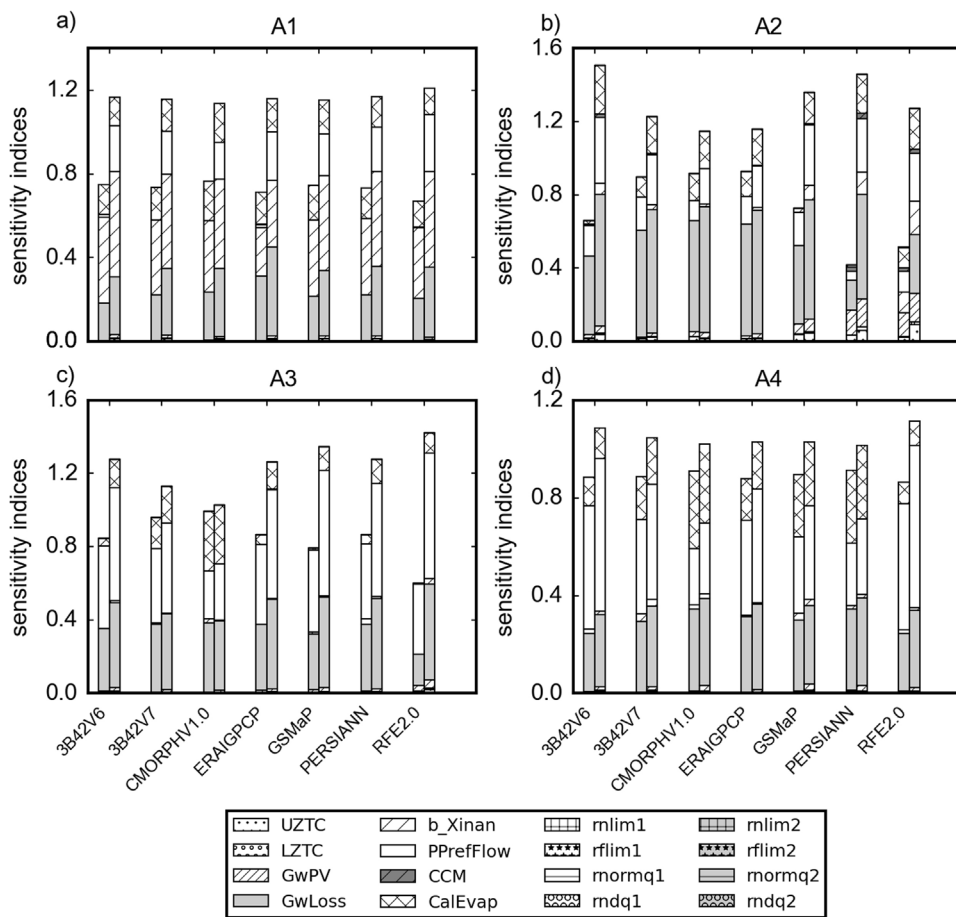 a) A1
b) A2
sensitivity indices
1.2
0.8
0.4
0.0
sensitivity indices
1.6
1.2
0.8
0.4
0.0
c) A3
d) A4
sensitivity indices
1.6
1.2
0.8
0.4
0.0
sensitivity indices
1.2
0.8
0.4
0.0
3B42V6
3B42V7
CMORPHV1.0
ERAIGPCP
GSMaP
PERSIANN
RFE2.0
3B42V6
3B42V7
CMORPHV1.0
ERAIGPCP
GSMaP
PERSIANN
RFE2.0
UZTC b_Xinan rnlim1 rnlim2
LZTC PPrefFlow rflim1 rflim2
GwPV CCM rnormq1 rnormq2
GwLoss CalEvap rndq1 rndq2